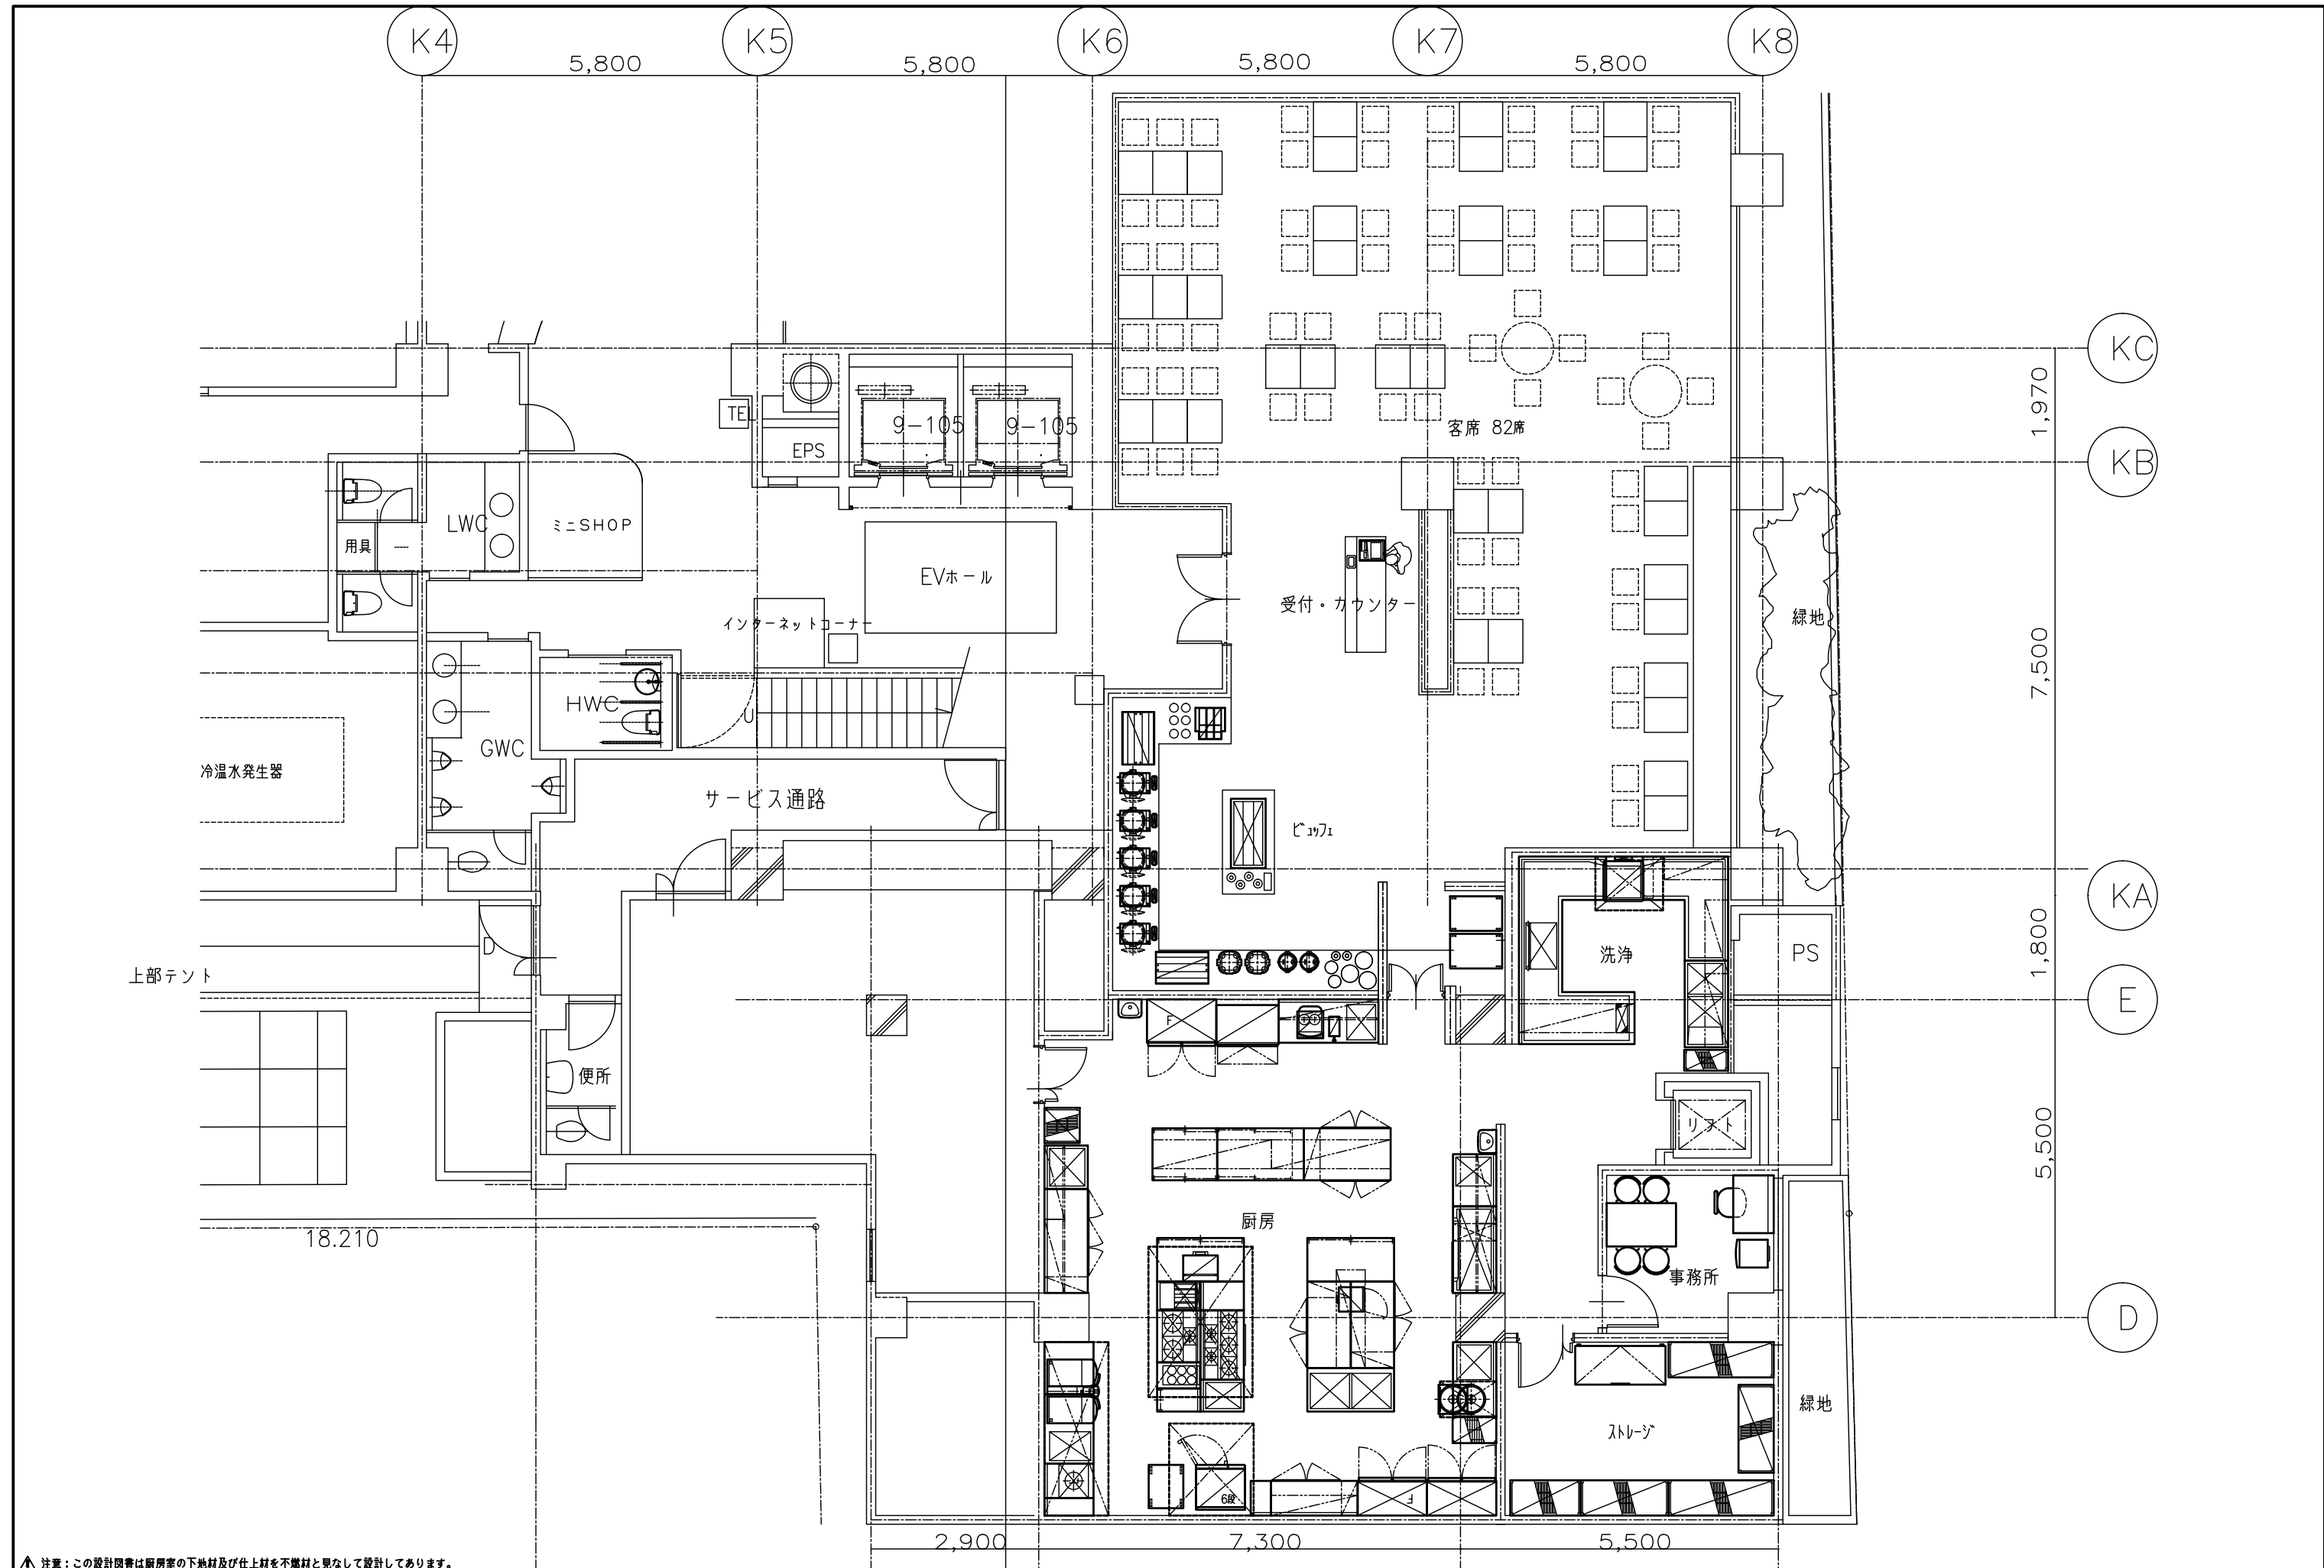 K4
K5
K6
K7
K8
5,800
5,800
5,800
5,800
KC
1,970
TEL
9-105
9-105
EPS
客席 82席
KB
LWC
ミニSHOP
用具
EVホール
インターネットコーナー
受付・カウンター
緑地
7,500
HWC
U
GWC
冷温水発生器
サービス通路
ビュッフェ
KA
1,800
洗浄
PS
上部テント
E
F
便所
リフト
5,500
18.210
厨房
事務所
D
緑地
ストレージ
6段
F
2,900
7,300
5,500
注意：この設計図書は厨房室の下地材及び仕上材を不燃材と見なして設計してあります。